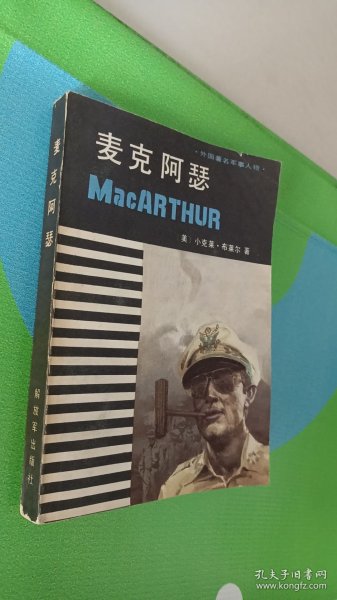 ·外国著名军事人物·
麦克阿瑟
MacARTHUR
美〕小克莱·布莱尔 著
麦克阿瑟
解放军出版社
孔夫子旧书网
www.kongfz.com